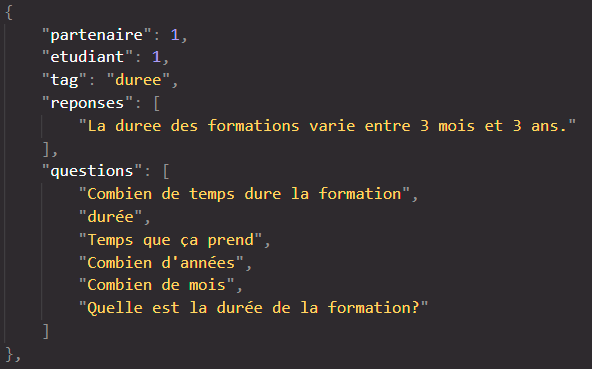 {
    "partenaire": 1,
    "etudiant": 1,
    "tag": "duree",
    "reponses": [
        "La duree des formations varie entre 3 mois et 3 ans."
    ],
    "questions": [
        "Combien de temps dure la formation",
        "durée",
        "Temps que ça prend",
        "Combien d'années",
        "Combien de mois",
        "Quelle est la durée de la formation?"
    ]
},